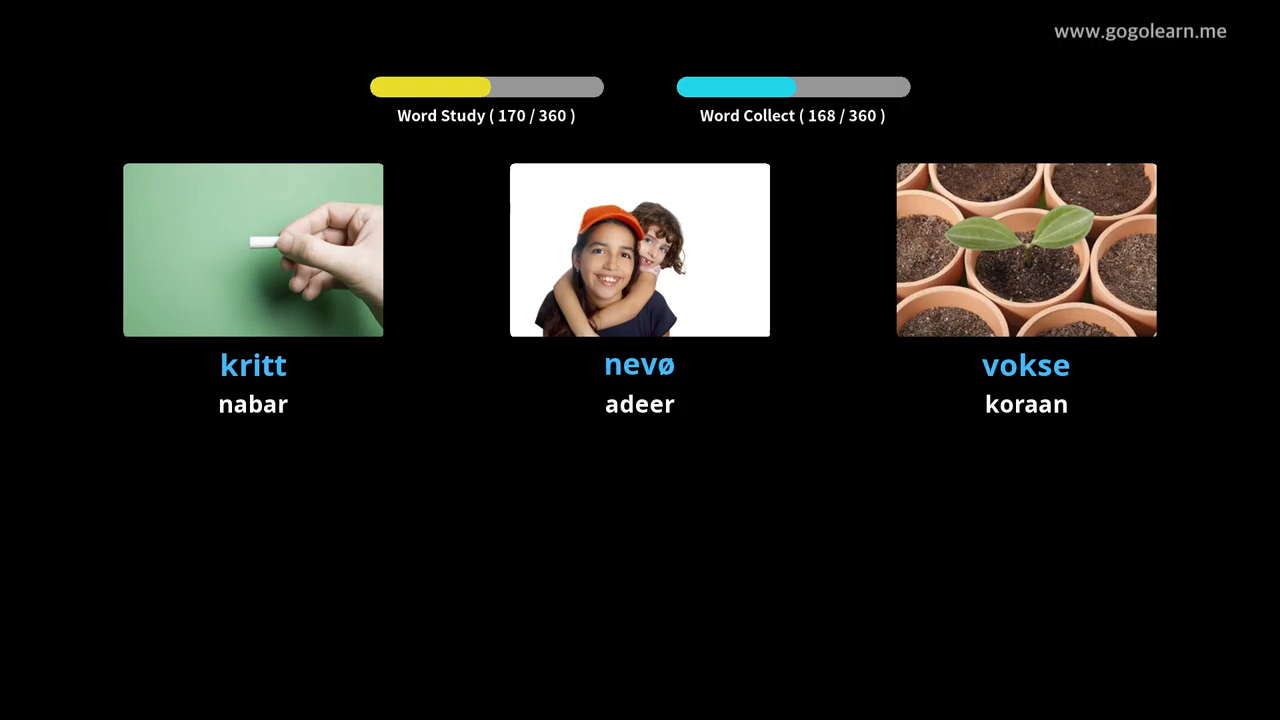 www.gogolearn.me
Word Study ( 170 / 360 )
Word Collect ( 168 / 360 )
kritt
nevø
vokse
nabar
adeer
koraan